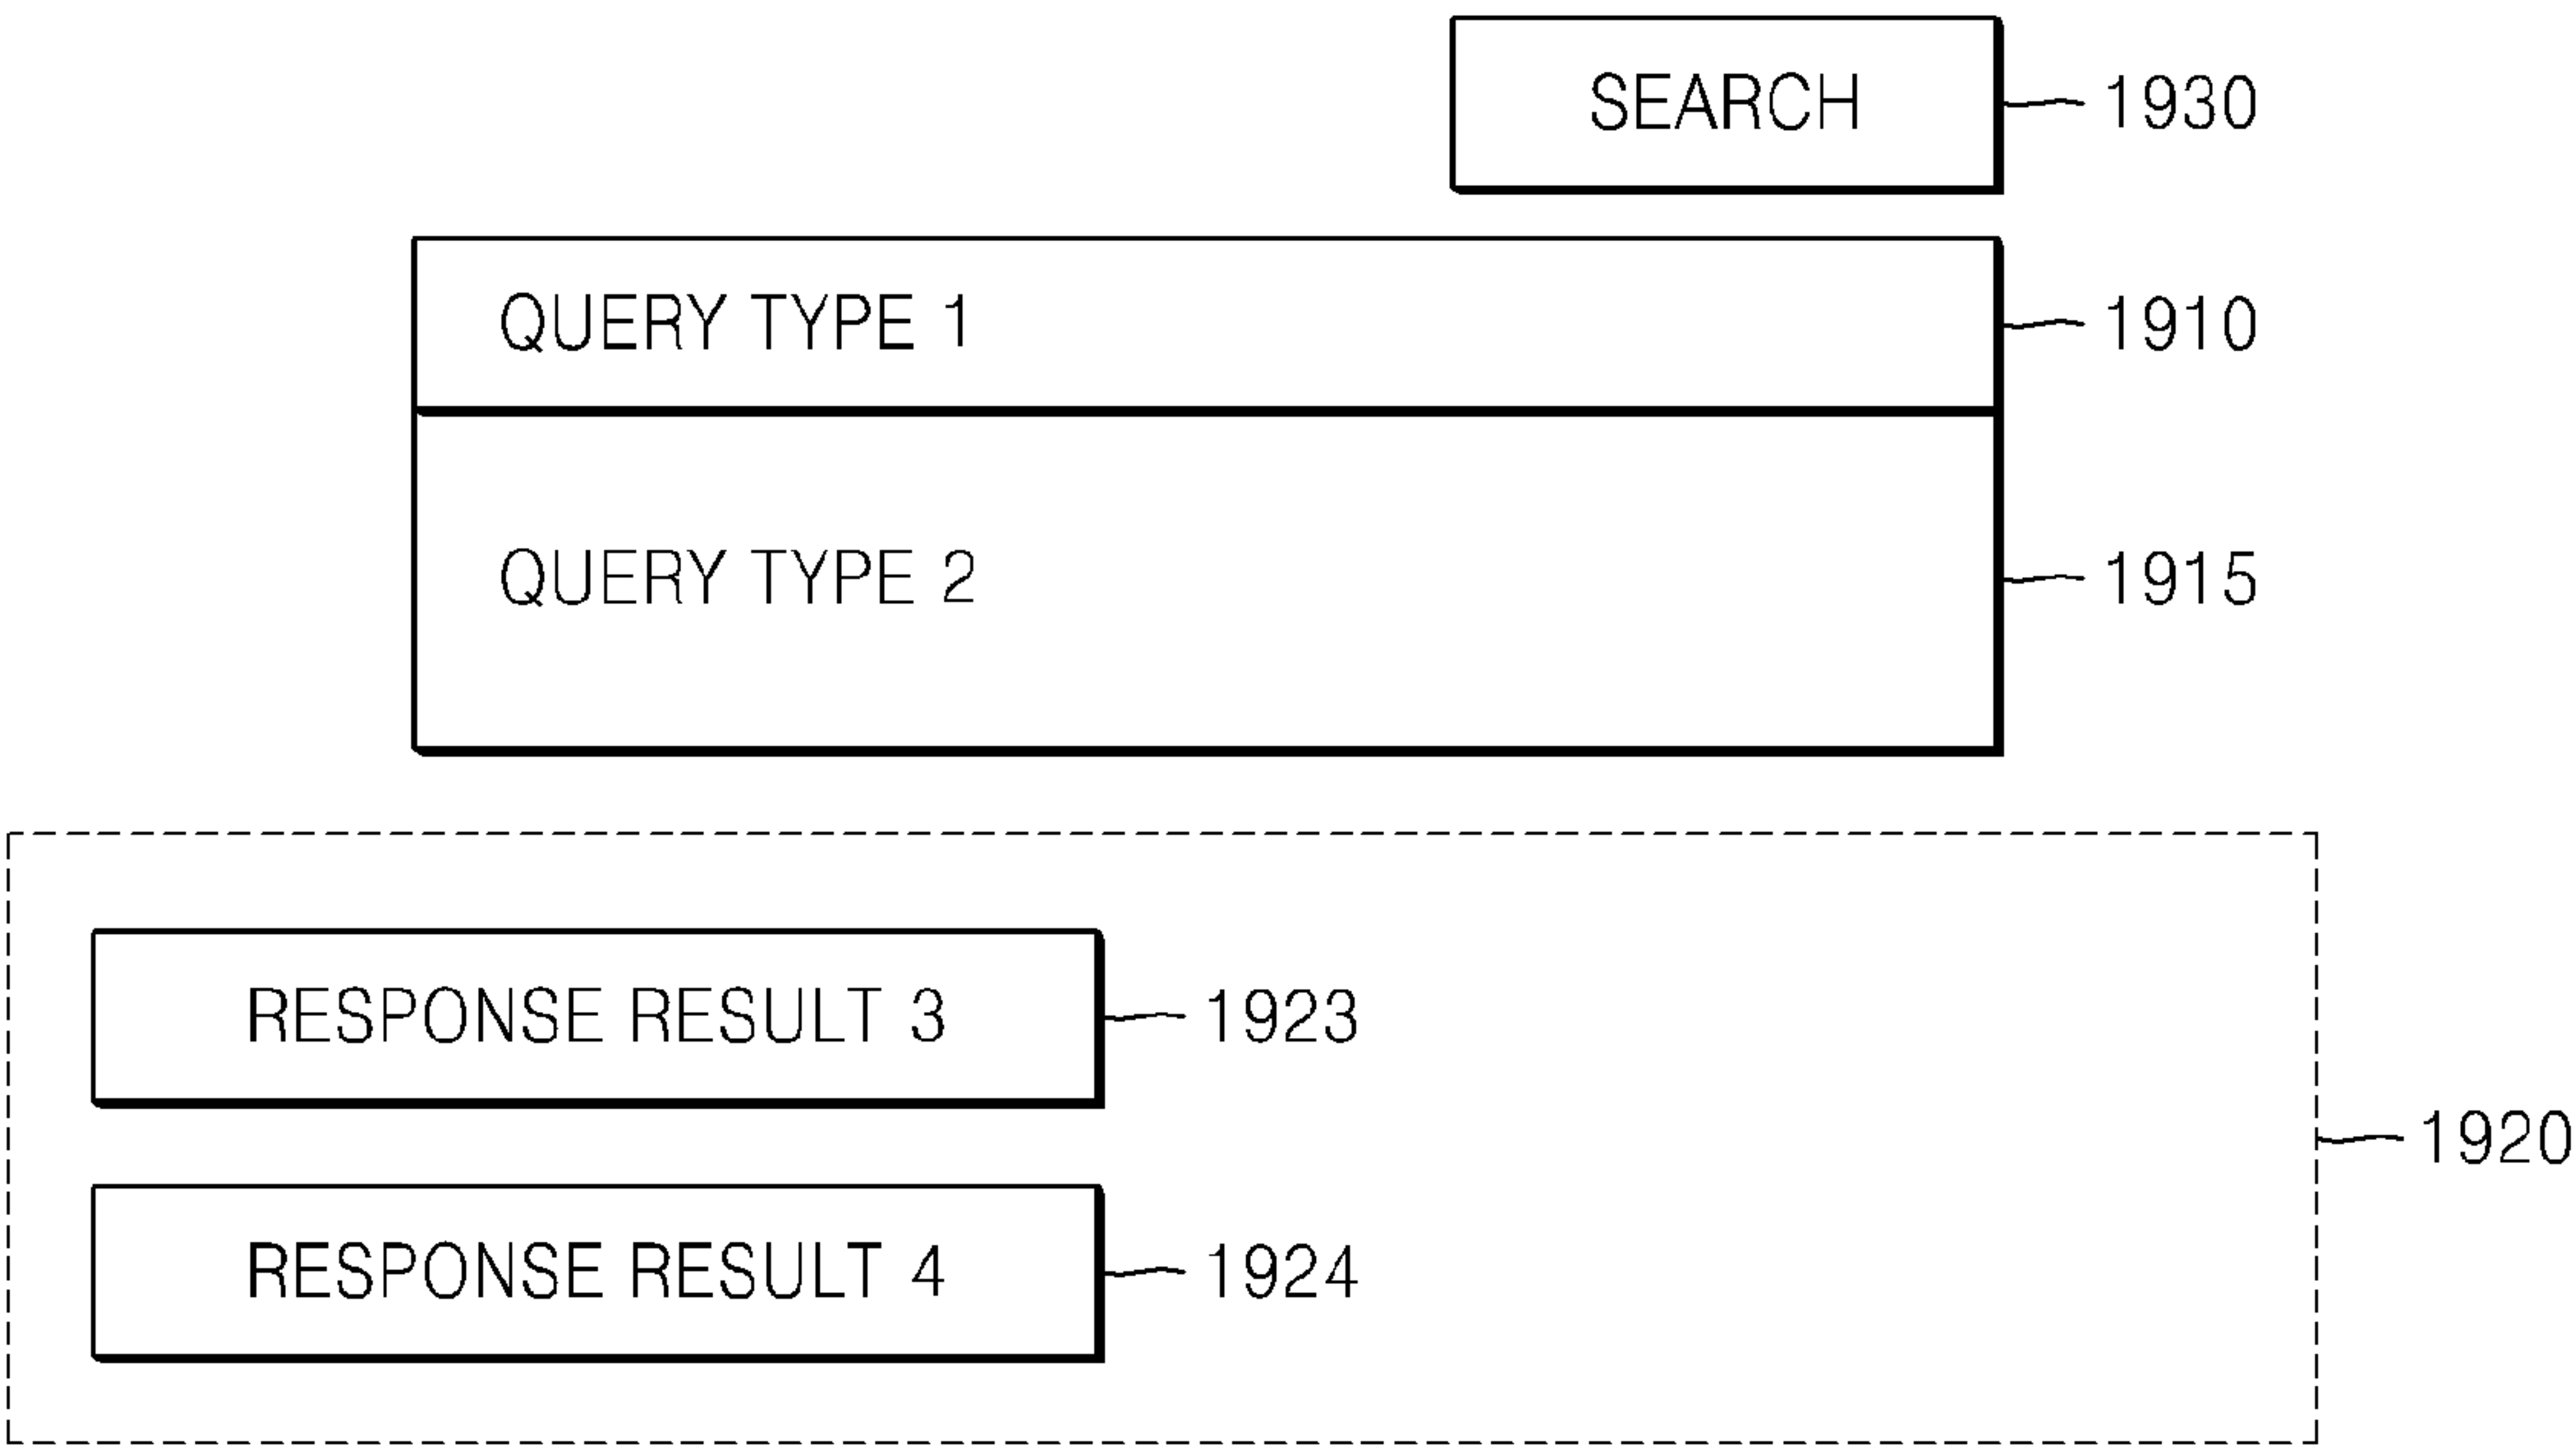 SEARCH 1930
QUERY TYPE 1 1910
QUERY TYPE 2 1915
RESPONSE RESULT 3 1923
1920
RESPONSE RESULT 4 1924